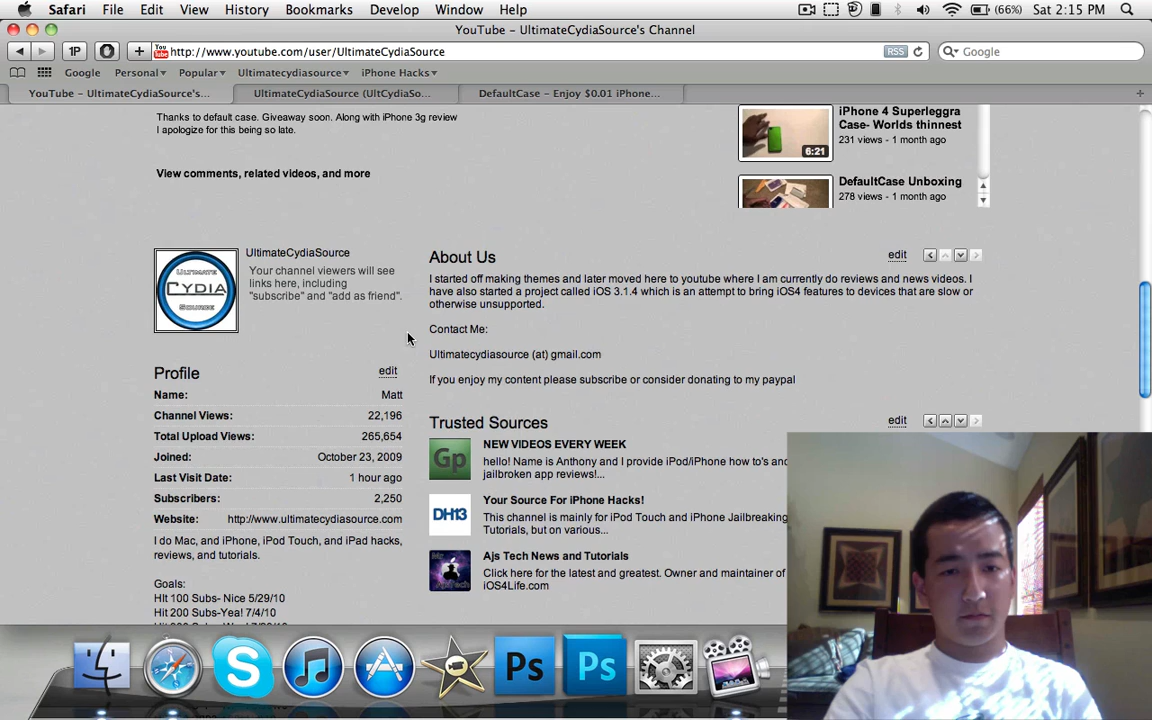 Safari File Edit View History Bookmarks Develop Window Help (66%) Sat 2:15 PM
YouTube – UltimateCydiaSource's Channel
1P You Tube http://www.youtube.com/user/UltimateCydiaSource RSS Google
Google Personal Popular Ultimatecydiasource iPhone Hacks
YouTube – UltimateCydiaSource's... UltimateCydiaSource (UltCydiaSo... DefaultCase – Enjoy $0.01 iPhone...
Thanks to default case. Giveaway soon. Along with iPhone 3g review
I apologize for this being so late.
View comments, related videos, and more
6:21
iPhone 4 Superleggra
Case- Worlds thinnest
231 views - 1 month ago
DefaultCase Unboxing
278 views - 1 month ago
ULTIMATE
CYDIA
SOURCE
UltimateCydiaSource
Your channel viewers will see
links here, including
"subscribe" and "add as friend".
Profile edit
Name: Matt
Channel Views: 22,196
Total Upload Views: 265,654
Joined: October 23, 2009
Last Visit Date: 1 hour ago
Subscribers: 2,250
Website: http://www.ultimatecydiasource.com
I do Mac, and iPhone, iPod Touch, and iPad hacks,
reviews, and tutorials.
Goals:
HIt 100 Subs- Nice 5/29/10
Hit 200 Subs-Yea! 7/4/10
About Us edit
I started off making themes and later moved here to youtube where I am currently do reviews and news videos. I
have also started a project called iOS 3.1.4 which is an attempt to bring iOS4 features to devices that are slow or
otherwise unsupported.
Contact Me:
Ultimatecydiasource (at) gmail.com
If you enjoy my content please subscribe or consider donating to my paypal
Trusted Sources edit
Gp
NEW VIDEOS EVERY WEEK
hello! Name is Anthony and I provide iPod/iPhone how to's and
jailbroken app reviews!...
DH13
Your Source For iPhone Hacks!
This channel is mainly for iPod Touch and iPhone Jailbreaking
Tutorials, but on various...
Ajs Tech News and Tutorials
Click here for the latest and greatest. Owner and maintainer of
iOS4Life.com
S Ps Ps